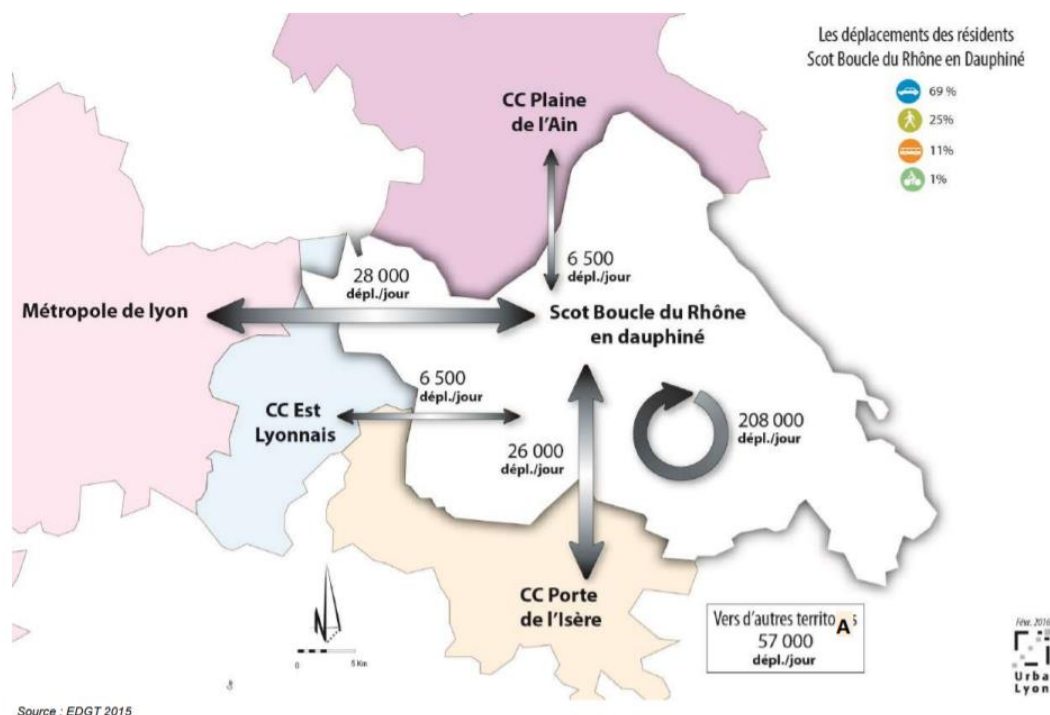 Les déplacements des résidents
Scot Boucle du Rhône en Dauphiné
69 %
25%
11%
1%
CC Plaine
de l'Ain
28 000
dépl./jour
6 500
dépl./jour
Métropole de lyon
Scot Boucle du Rhône
en dauphiné
6 500
dépl./jour
CC Est
Lyonnais
26 000
dépl./jour
208 000
dépl./jour
CC Porte
de l'Isère
N
0
5 Km
Vers d'autres
A
57 000
dépl./jour
Févr. 2016
Urba
Lyon
Source : EDGT 2015